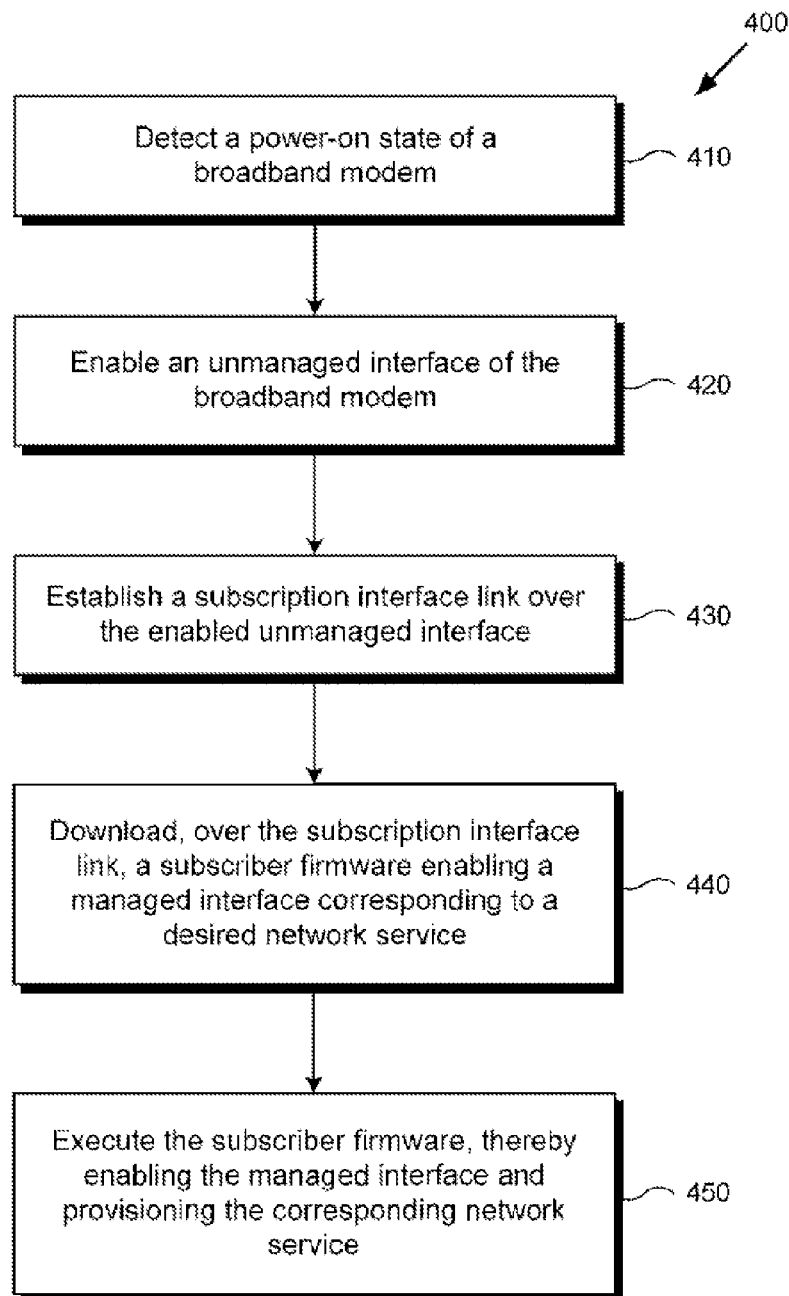 400
Detect a power-on state of a
broadband modem
410
Enable an unmanaged interface of the
broadband modem
420
Establish a subscription interface link over
the enabled unmanaged interface
430
Download, over the subscription interface
link, a subscriber firmware enabling a
managed interface corresponding to a
desired network service
440
Execute the subscriber firmware, thereby
enabling the managed interface and
provisioning the corresponding network
service
450